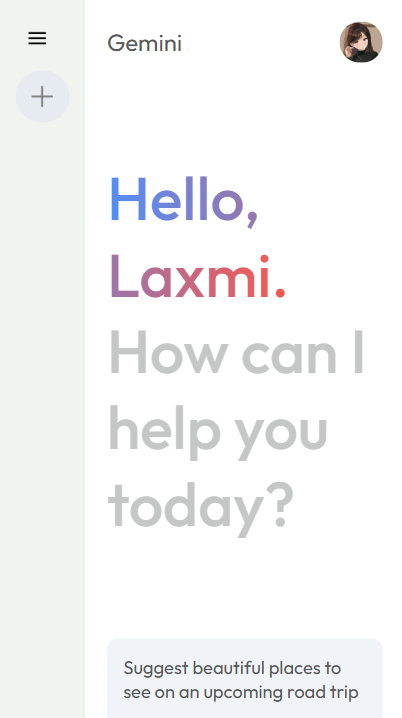 Gemini
Hello,
Laxmi.
How can I
help you
today?
Suggest beautiful places to
see on an upcoming road trip